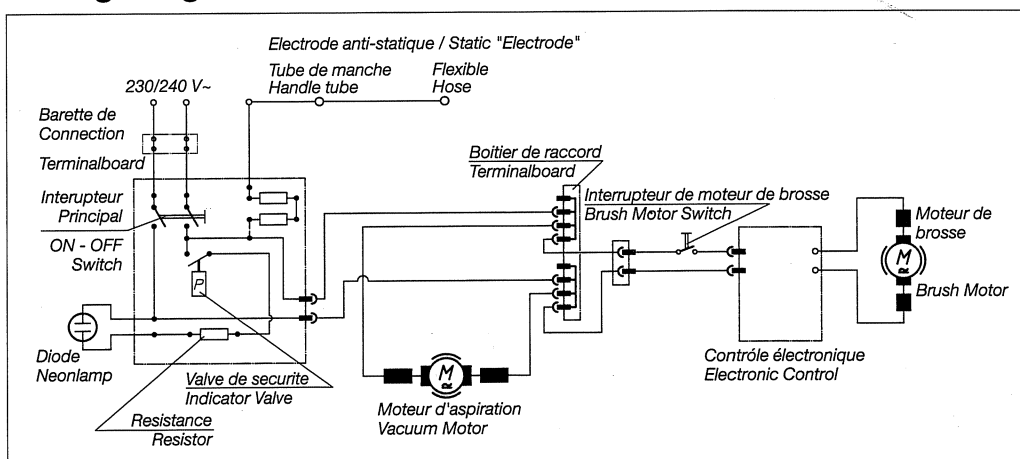 Electrode anti-statique / Static "Electrode"
Tube de manche
Handle tube
Flexible
Hose
230/240 V~
Barette de
Connection
Terminalboard
Interupteur
Principal
ON - OFF
Switch
P
Diode
Neonlamp
Valve de securite
Indicator Valve
Resistance
Resistor
Boitier de raccord
Terminalboard
Interrupteur de moteur de brosse
Brush Motor Switch
M
Moteur d'aspiration
Vacuum Motor
Contrôle électronique
Electronic Control
Moteur de
brosse
M
Brush Motor